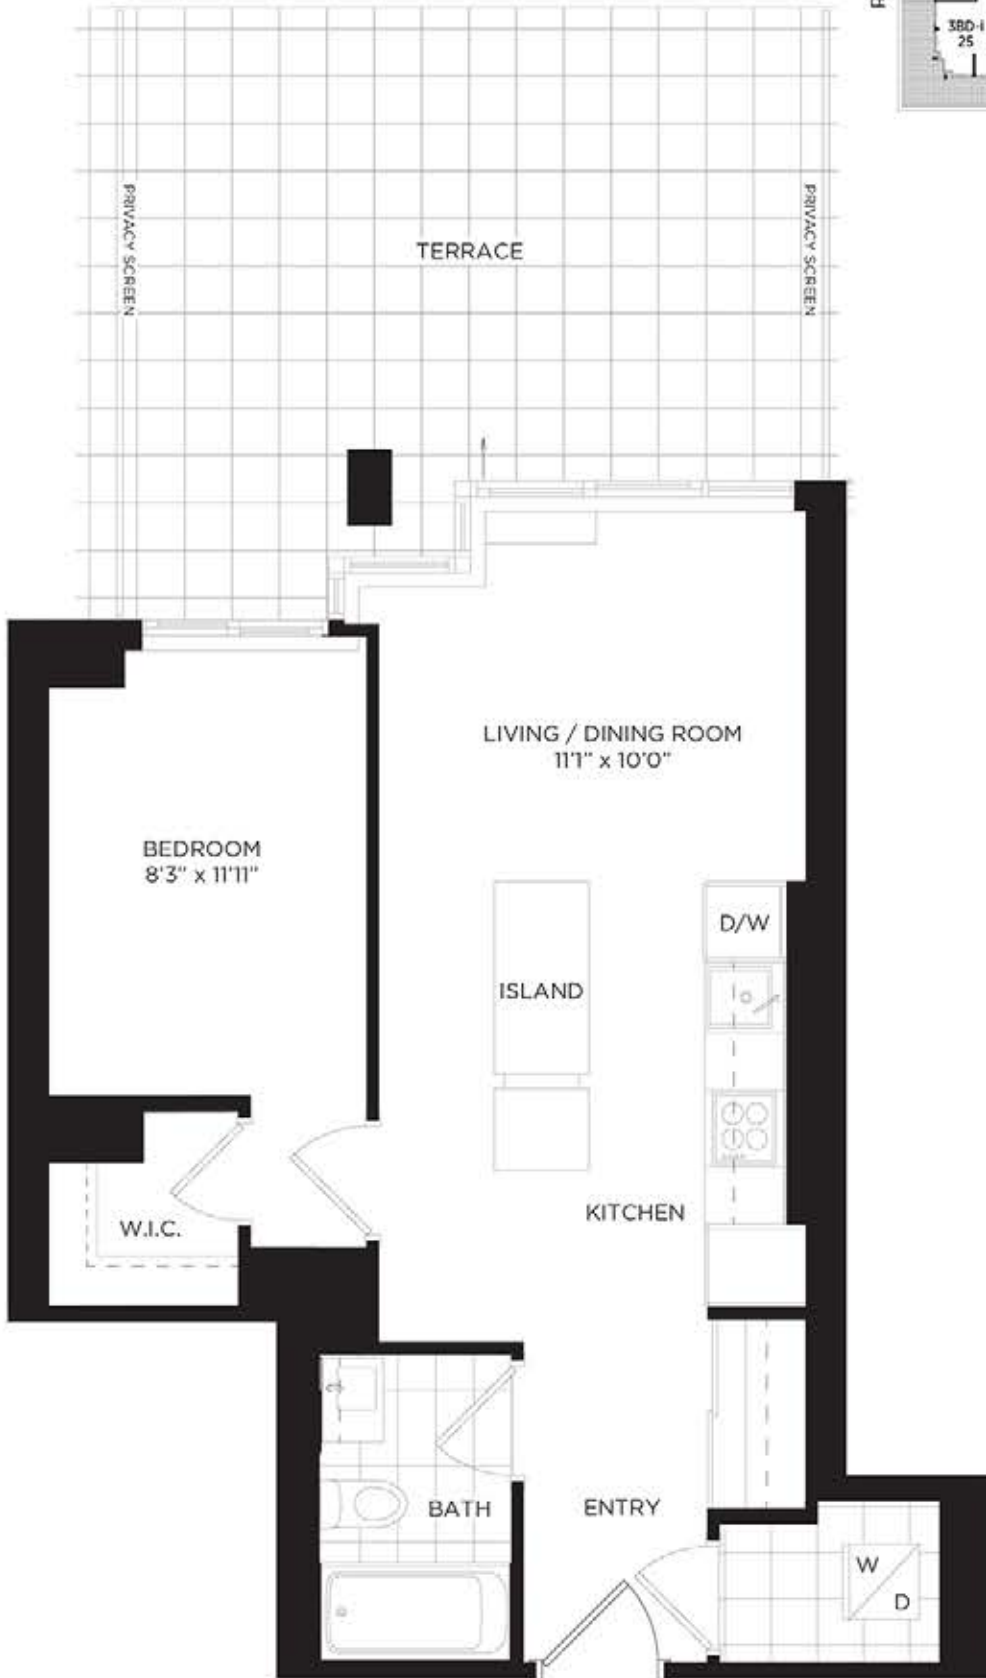 3BD-I
25
PRIVACY SCREEN
TERRACE
PRIVACY SCREEN
LIVING / DINING ROOM
11'1" x 10'0"
BEDROOM
8'3" x 11'11"
D/W
ISLAND
KITCHEN
W.I.C.
BATH
ENTRY
W
D